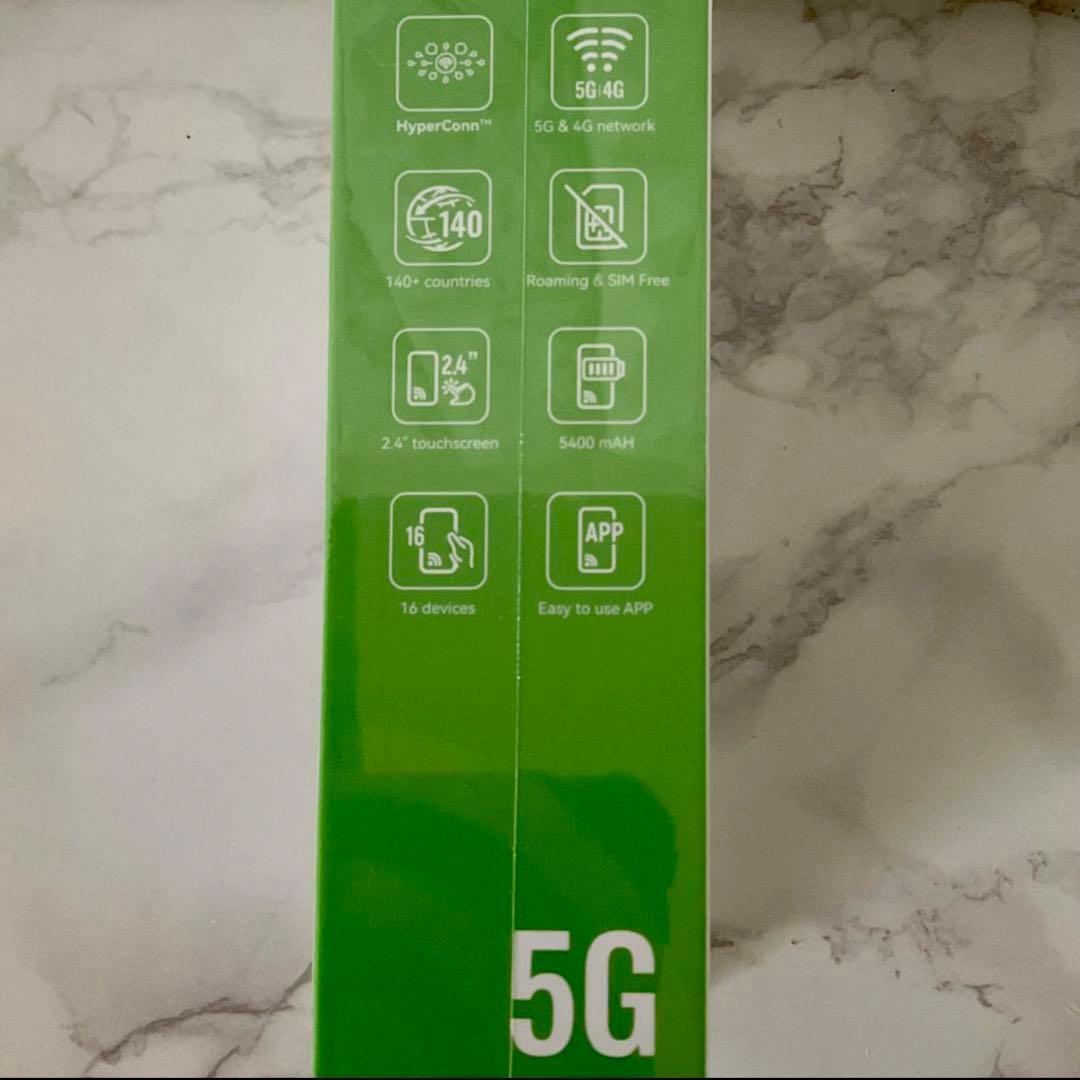 5G 4G
HyperConn™
5G & 4G network
140
140+ countries
Roaming & SIM Free
2.4"
2.4" touchscreen
5400 mAH
16
APP
16 devices
Easy to use APP
5G